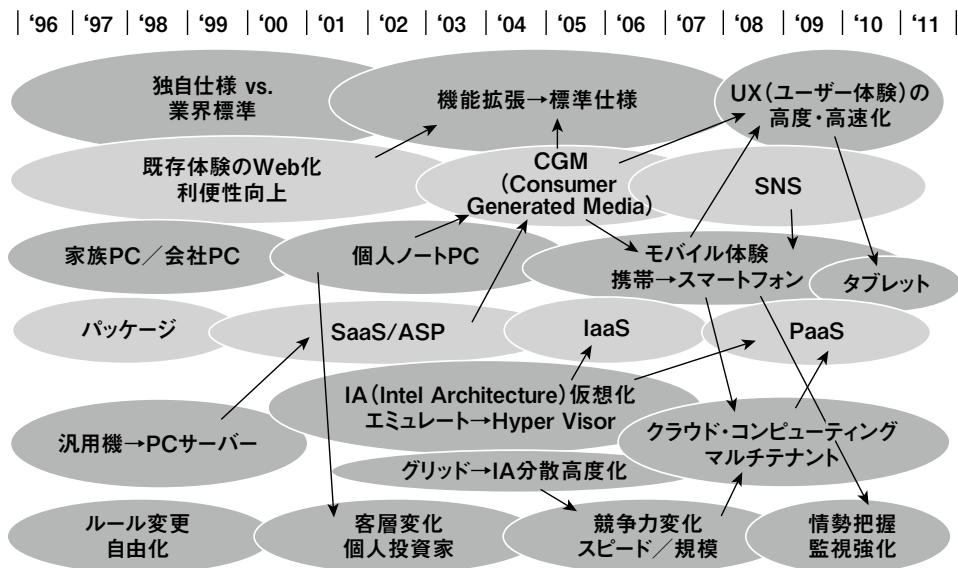 | ‘96 | ‘97 | ‘98 | ‘99 | ‘00 | ‘01 | ‘02 | ‘03 | ‘04 | ‘05 | ‘06 | ‘07 | ‘08 | ‘09 | ‘10 | ‘11 |
独自仕様 vs.
業界標準
機能拡張→標準仕様
UX（ユーザー体験）の
高度・高速化
既存体験のWeb化
利便性向上
CGM
（Consumer
Generated Media）
SNS
家族PC／会社PC
個人ノートPC
モバイル体験
携帯→スマートフォン
タブレット
パッケージ
SaaS/ASP
IaaS
PaaS
IA（Intel Architecture）仮想化
エミュレート→Hyper Visor
汎用機→PCサーバー
クラウド・コンピューティング
マルチテナント
グリッド→IA分散高度化
ルール変更
自由化
客層変化
個人投資家
競争力変化
スピード／規模
情勢把握
監視強化